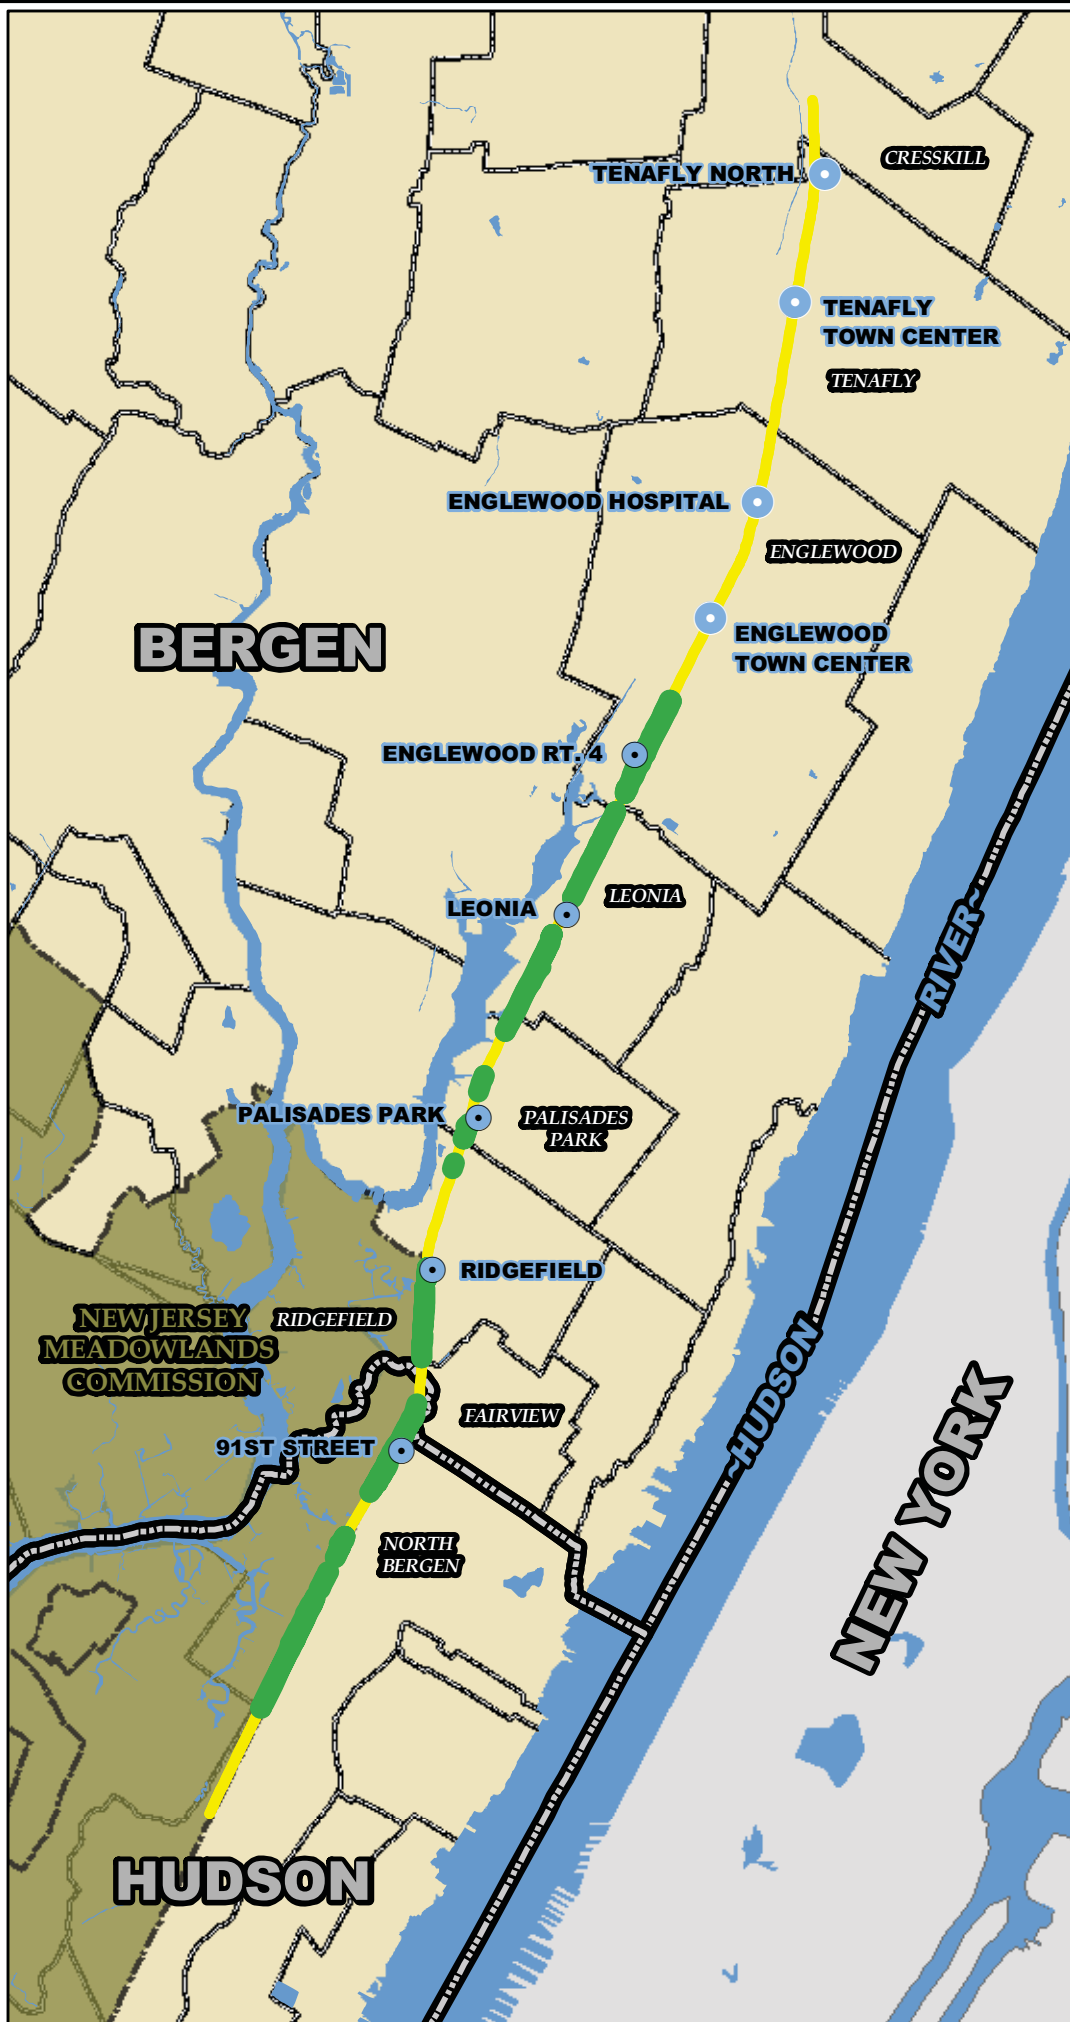 CRESSKILL
TENAFLY NORTH
TENAFLY
TOWN CENTER
TENAFLY
ENGLEWOOD HOSPITAL
ENGLEWOOD
BERGEN
ENGLEWOOD
TOWN CENTER
ENGLEWOOD RT. 4
LEONIA
LEONIA
~HUDSON
RIVER~
PALISADES PARK
PALISADES
PARK
RIDGEFIELD
NEW JERSEY
MEADOWLANDS
COMMISSION
RIDGEFIELD
FAIRVIEW
91ST STREET
NEW YORK
NORTH
BERGEN
HUDSON